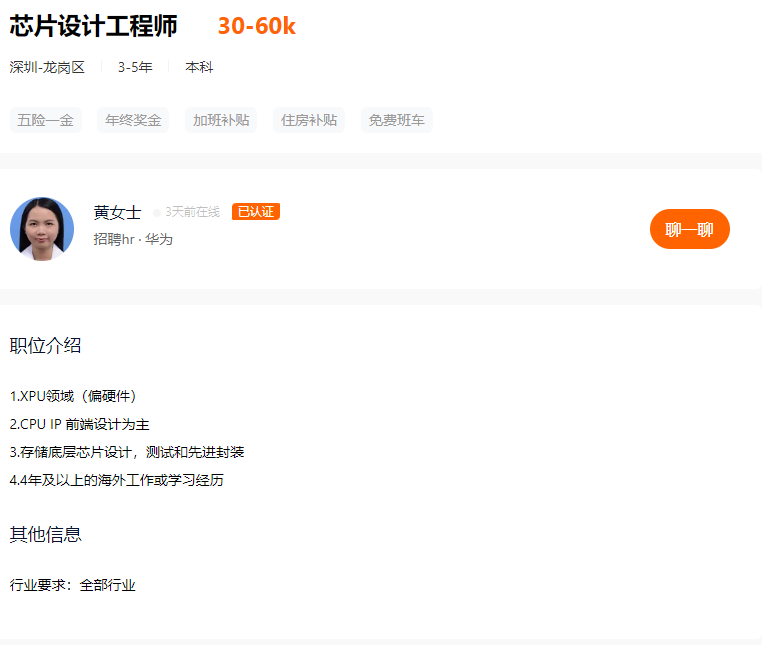 芯片设计工程师 30-60k
深圳-龙岗区 3-5年 本科
五险一金 年终奖金 加班补贴 住房补贴 免费班车
黄女士 3天前在线 已认证
招聘hr · 华为
聊一聊
职位介绍
1.XPU领域（偏硬件）
2.CPU IP 前端设计为主
3.存储底层芯片设计，测试和先进封装
4.4年及以上的海外工作或学习经历
其他信息
行业要求：全部行业